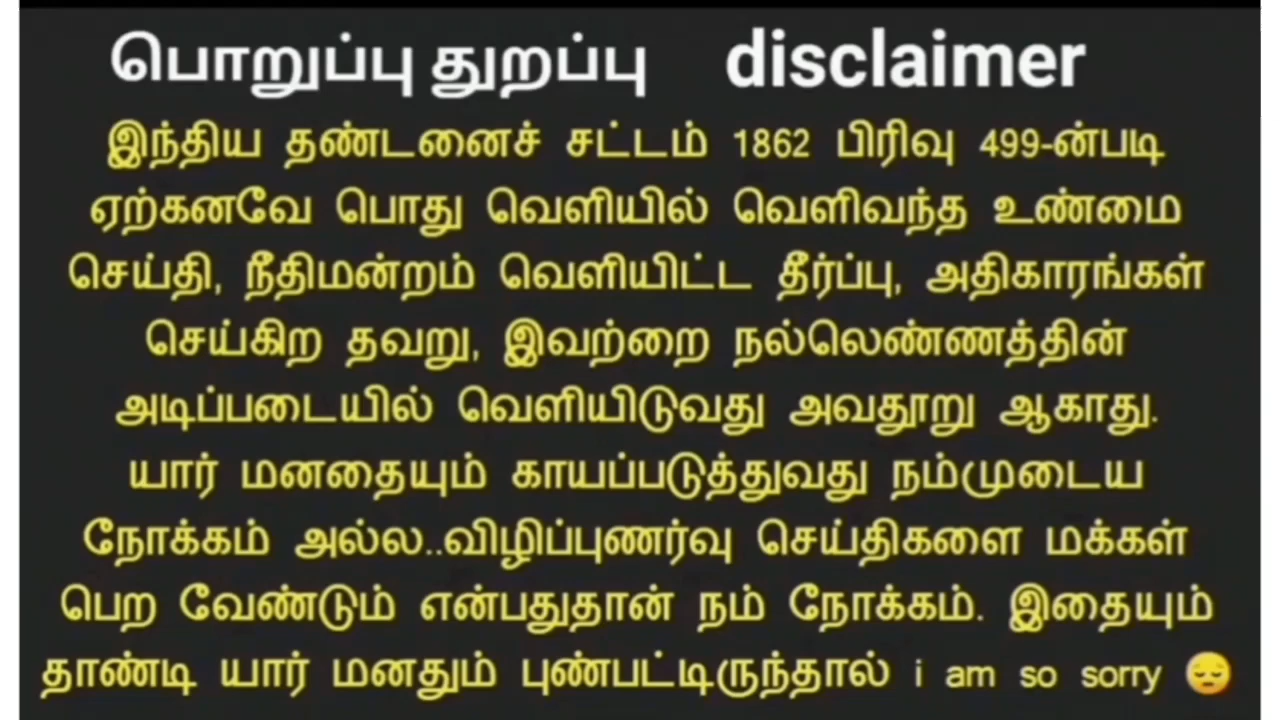 பொறுப்பு துறப்பு disclaimer
இந்திய தண்டனைச் சட்டம் 1862 பிரிவு 499-ன்படி
ஏற்கனவே பொது வெளியில் வெளிவந்த உண்மை
செய்தி, நீதிமன்றம் வெளியிட்ட தீர்ப்பு, அதிகாரங்கள்
செய்கிற தவறு, இவற்றை நல்லெண்ணத்தின்
அடிப்படையில் வெளியிடுவது அவதூறு ஆகாது.
யார் மனதையும் காயப்படுத்துவது நம்முடைய
நோக்கம் அல்ல..விழிப்புணர்வு செய்திகளை மக்கள்
பெற வேண்டும் என்பதுதான் நம் நோக்கம். இதையும்
தாண்டி யார் மனதும் புண்பட்டிருந்தால் i am so sorry 😔